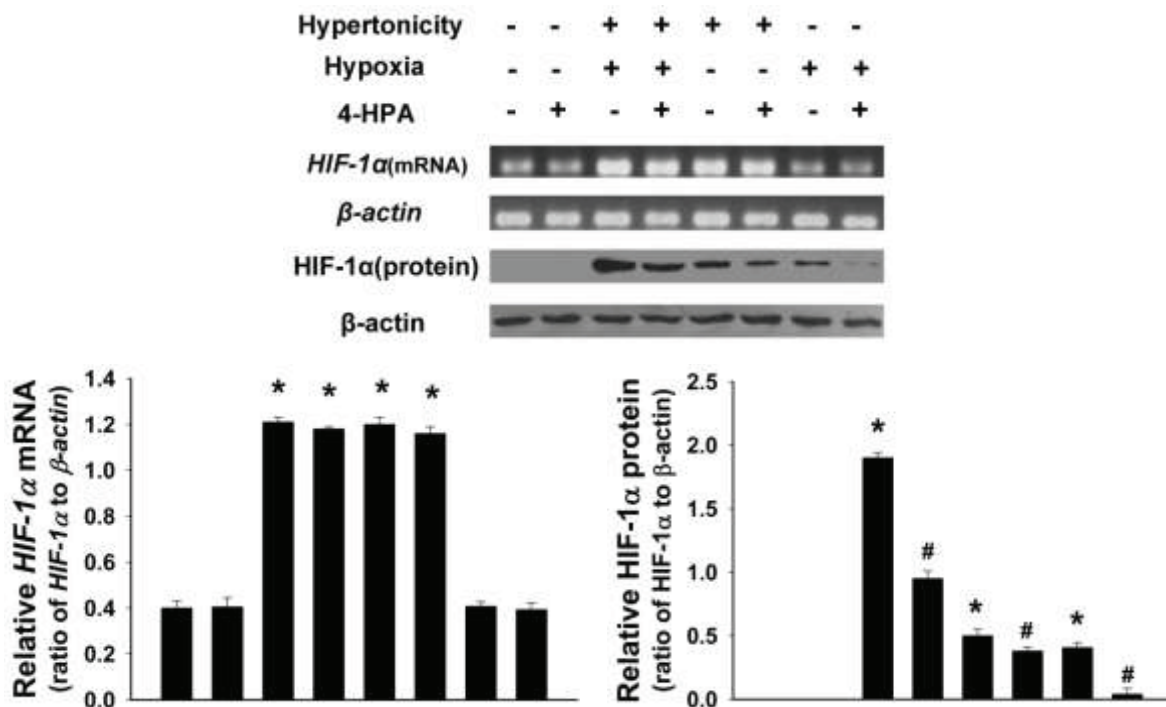 Hypertonicity - - + + + + - -
Hypoxia - - + + - - + +
4-HPA - + - + - + - +
HIF-1α(mRNA)
β-actin
HIF-1α(protein)
β-actin
Relative HIF-1α mRNA
(ratio of HIF-1α to β-actin)
1.4
1.2
1.0
0.8
0.6
0.4
0.2
0.0
* * * *
Relative HIF-1α protein
(ratio of HIF-1α to β-actin)
2.5
2.0
1.5
1.0
0.5
0.0
* # * # * #